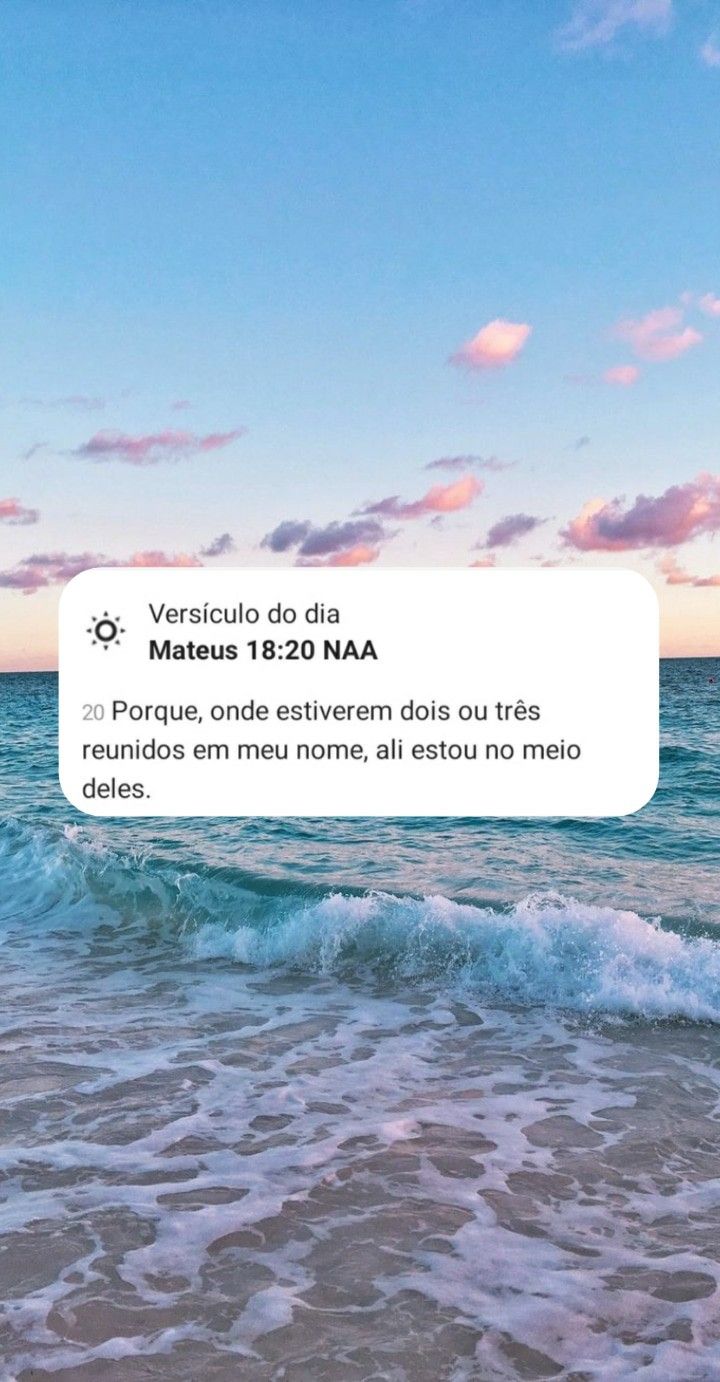 Versículo do dia
Mateus 18:20 NAA
20 Porque, onde estiverem dois ou três
reunidos em meu nome, ali estou no meio
deles.